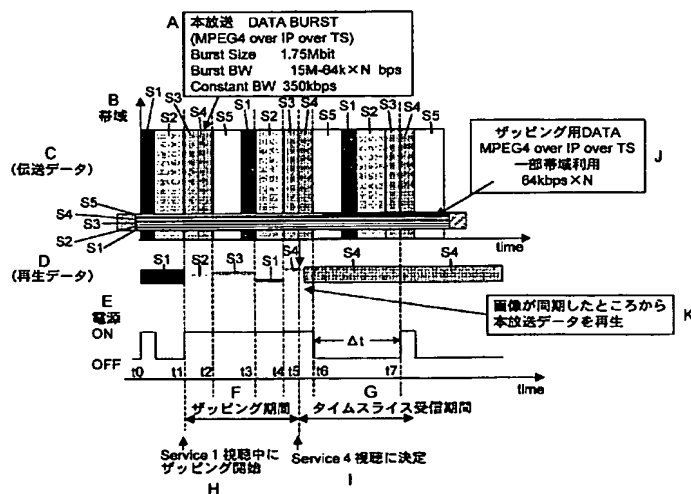 A
本放送 DATA BURST
(MPEG4 over IP over TS)
Burst Size 1.75Mbit
Burst BW 15M-64k×N bps
Constant BW 350kbps
B
帯域
S1 S2 S3 S4 S5 S1 S2 S3 S4 S1 S2 S3 S4 S5
C
(伝送データ)
ザッピング用DATA
MPEG4 over IP over TS
一部帯域利用
64kbps×N
J
S5
S4
S3
S2
S1
time
D
(再生データ)
S1 S2 S3 S1 S4 S4 S4
E
電源
ON
OFF
画像が同期したところから
本放送データを再生
K
Δt
t0 t1 t2 t3 t4 t5 t6 t7
time
F
ザッピング期間
G
タイムスライス受信期間
Service 1 視聴中に
ザッピング開始
H
Service 4 視聴に決定
I